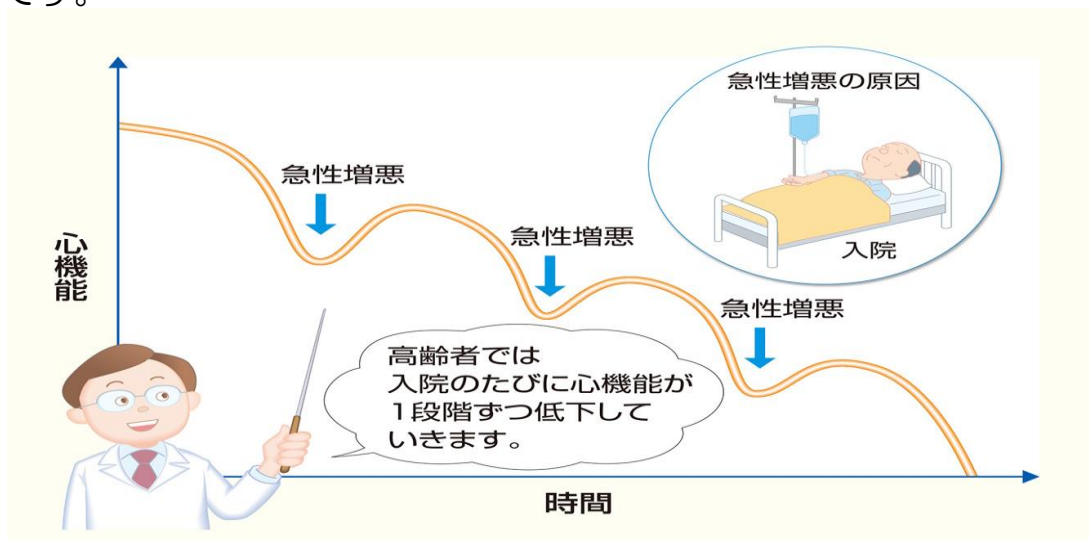 です。
急性増悪の原因
入院
急性増悪
急性増悪
急性増悪
心機能
高齢者では
入院のたびに心機能が
1段階ずつ低下して
いきます。
時間